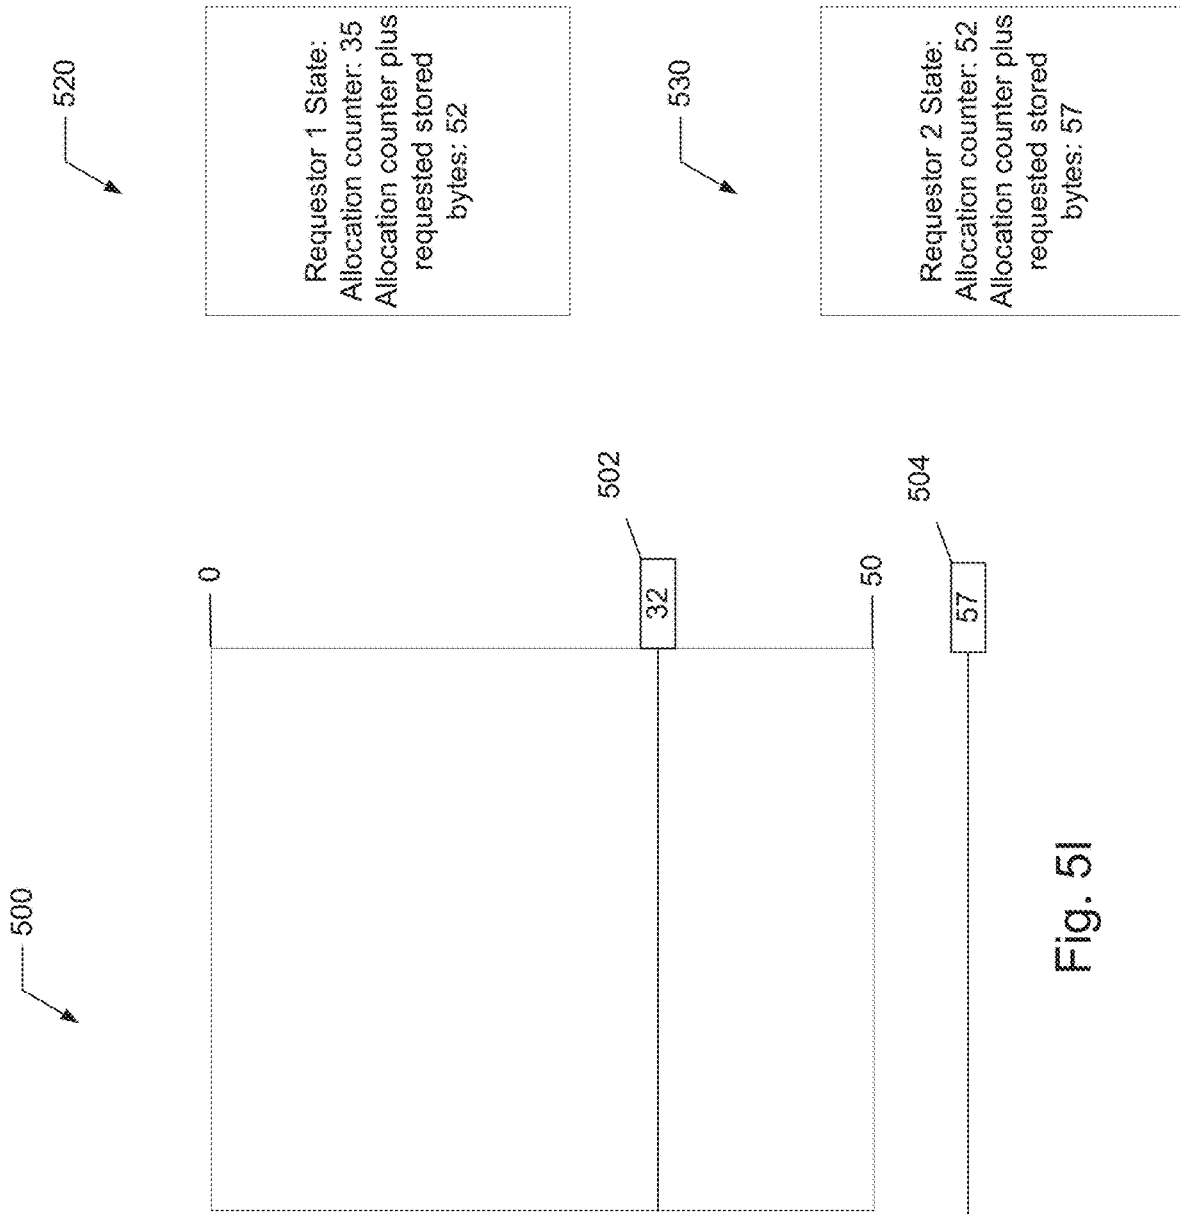 500
520
0
Requestor 1 State:
Allocation counter: 35
Allocation counter plus
requested stored
bytes: 52
502
32
530
50
504
57
Requestor 2 State:
Allocation counter: 52
Allocation counter plus
requested stored
bytes: 57
Fig. 5I